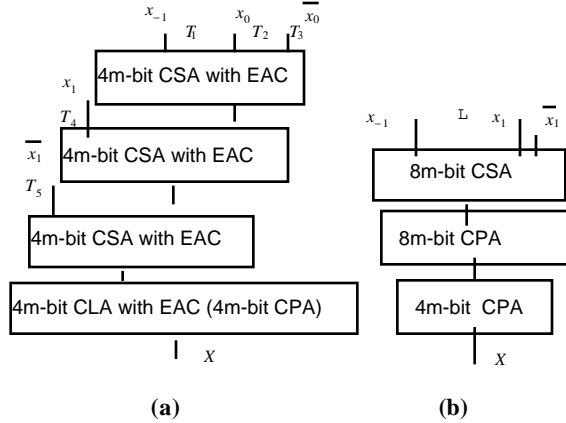 x₋₁ T₁ x₀ T₂ T₃ x̅₀
4m-bit CSA with EAC
x₁
T₄
4m-bit CSA with EAC
x̅₁
T₅
4m-bit CSA with EAC
4m-bit CLA with EAC (4m-bit CPA)
X
(a)
x₋₁ L x₁ x̅₁
8m-bit CSA
8m-bit CPA
4m-bit CPA
X
(b)